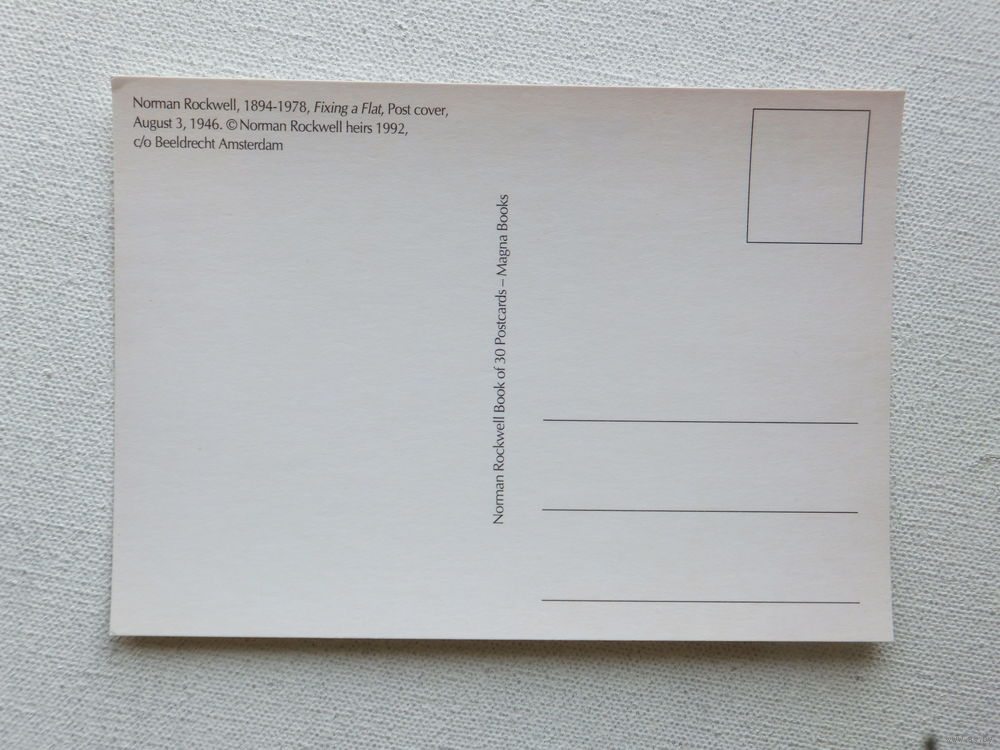 Norman Rockwell, 1894-1978, Fixing a Flat, Post cover,
August 3, 1946. © Norman Rockwell heirs 1992,
c/o Beeldrecht Amsterdam
Norman Rockwell Book of 30 Postcards – Magna Books